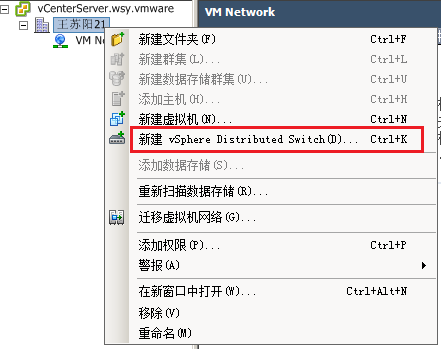 vCenterServer.wsy.vmware
VM Network
王苏阳21
VM Ne
新建文件夹(F) Ctrl+F
新建群集(L)... Ctrl+L
新建数据存储群集(U)... Ctrl+U
添加主机(H)... Ctrl+H
新建虚拟机(N)... Ctrl+N
新建 vSphere Distributed Switch(D)... Ctrl+K
添加数据存储(S)...
重新扫描数据存储(R)...
迁移虚拟机网络(G)...
添加权限(P)... Ctrl+P
警报(A)
在新窗口中打开(W)... Ctrl+Alt+N
移除(V)
重命名(M)